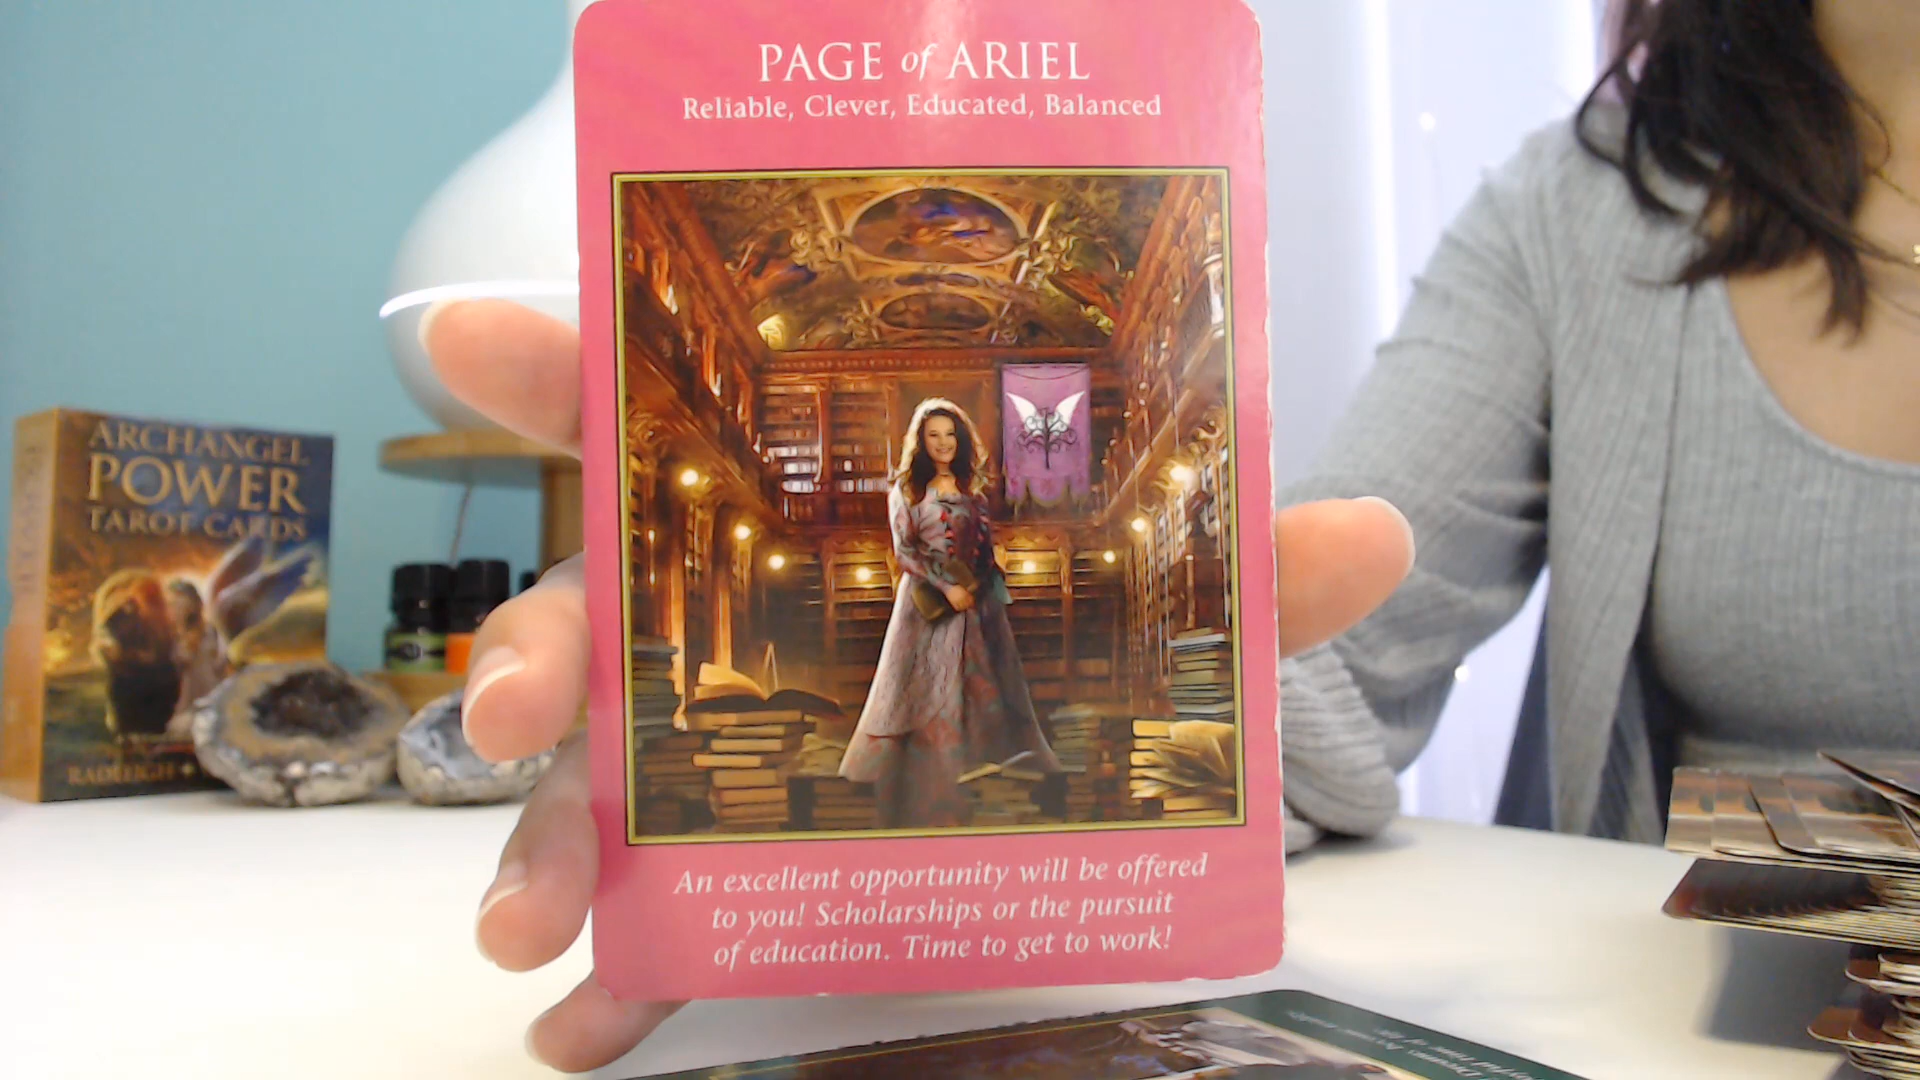 PAGE of ARIEL
Reliable, Clever, Educated, Balanced
An excellent opportunity will be offered
to you! Scholarships or the pursuit
of education. Time to get to work!
ARCHANGEL
POWER
TAROT CARDS
RADLEIGH